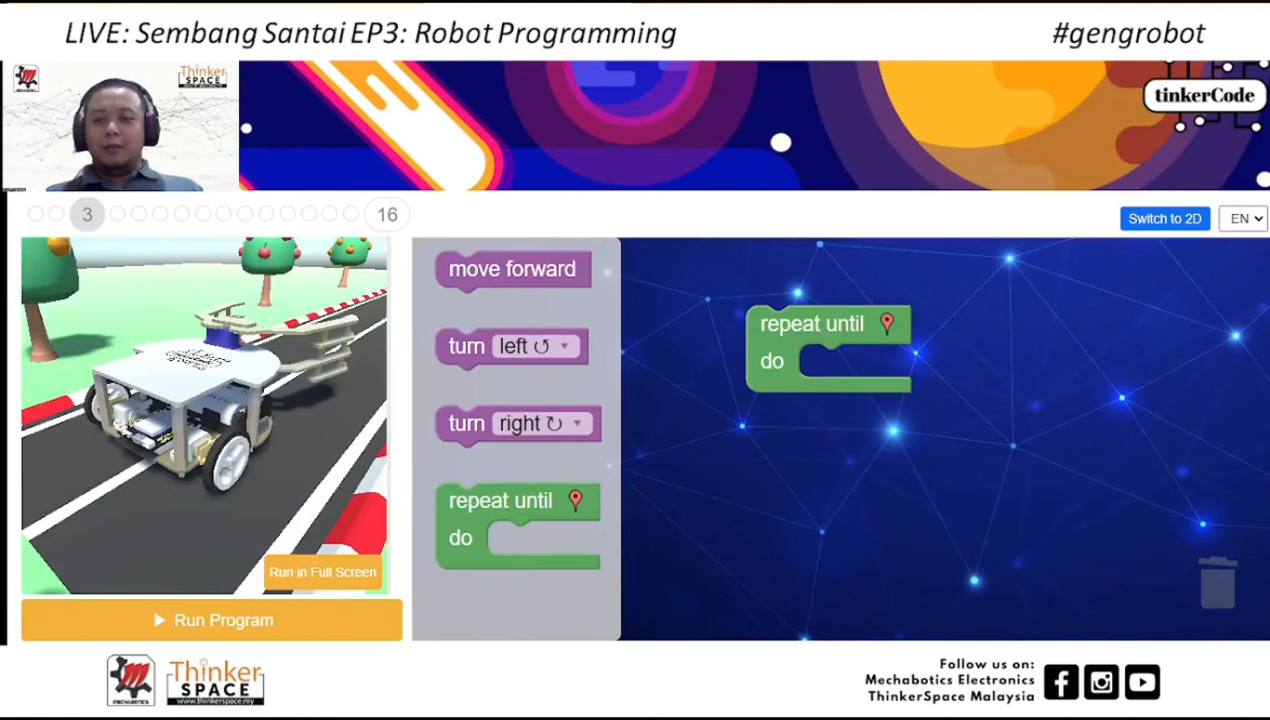 LIVE: Sembang Santai EP3: Robot Programming
#gengrobot
Thinker
SPACE
tinkerCode
3
16
Switch to 2D
EN
move forward
turn left
turn right
repeat until
do
repeat until
do
Run in Full Screen
Run Program
MECHABOTICS
Thinker
SPACE
www.thinkerspace.my
Follow us on:
Mechabotics Electronics
ThinkerSpace Malaysia